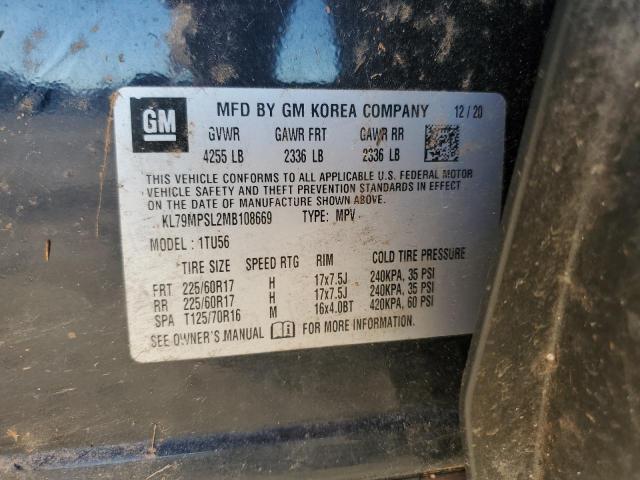 GM MFD BY GM KOREA COMPANY 12/20
GVWR GAWR FRT GAWR RR
4255 LB 2336 LB 2336 LB
THIS VEHICLE CONFORMS TO ALL APPLICABLE U.S. FEDERAL MOTOR
VEHICLE SAFETY AND THEFT PREVENTION STANDARDS IN EFFECT
ON THE DATE OF MANUFACTURE SHOWN ABOVE.
KL79MPSL2MB108669 TYPE: MPV
MODEL: 1TU56
TIRE SIZE SPEED RTG RIM COLD TIRE PRESSURE
FRT 225/60R17 H 17x7.5J 240KPA, 35 PSI
RR 225/60R17 H 17x7.5J 240KPA, 35 PSI
SPA T125/70R16 M 16x4.0BT 420KPA, 60 PSI
SEE OWNER'S MANUAL FOR MORE INFORMATION.